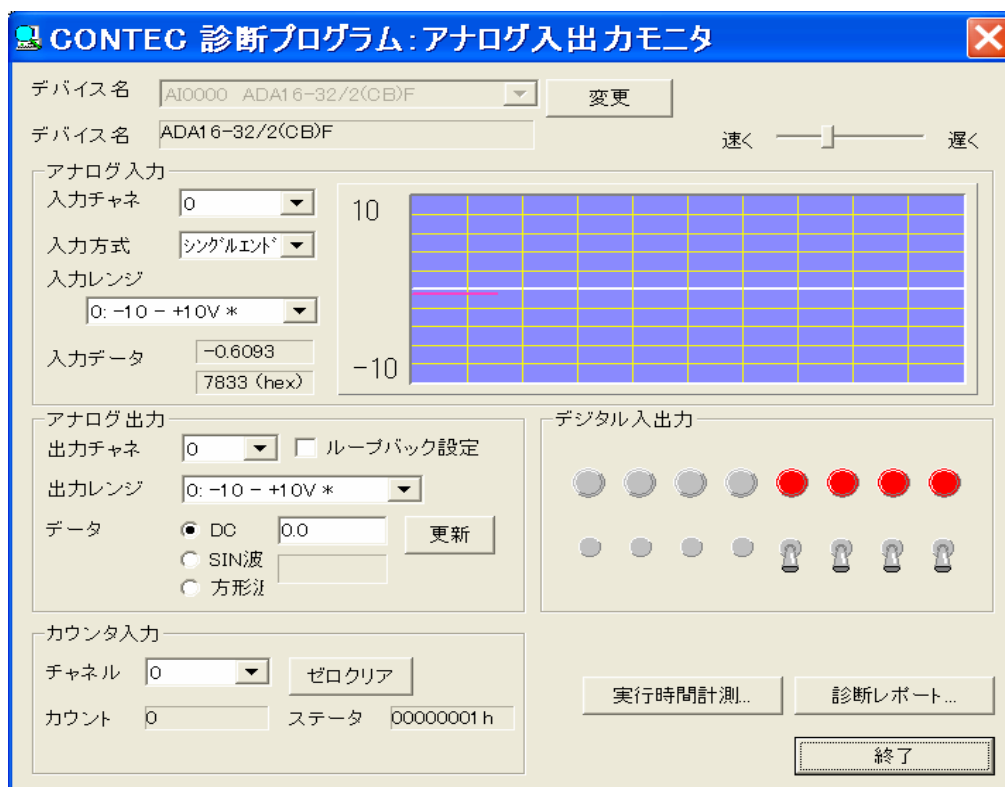 CONTEC 診断プログラム:アナログ入出力モニタ
デバイス名 AIO000 ADA16-32/2(CB)F 変更
デバイス名 ADA16-32/2(CB)F 速く 遅く
アナログ入力
入力チャネ 0
入力方式 シングルエンド
入力レンジ
0: -10 - +10V *
入力データ -0.6093
7833 (hex)
10
-10
アナログ出力
出力チャネ 0 ループバック設定
出力レンジ 0: -10 - +10V *
データ DC 0.0 更新
SIN波
方形
デジタル入出力
カウンタ入力
チャネル 0 ゼロクリア
カウント 0 ステータ 00000001h
実行時間計測... 診断レポート...
終了